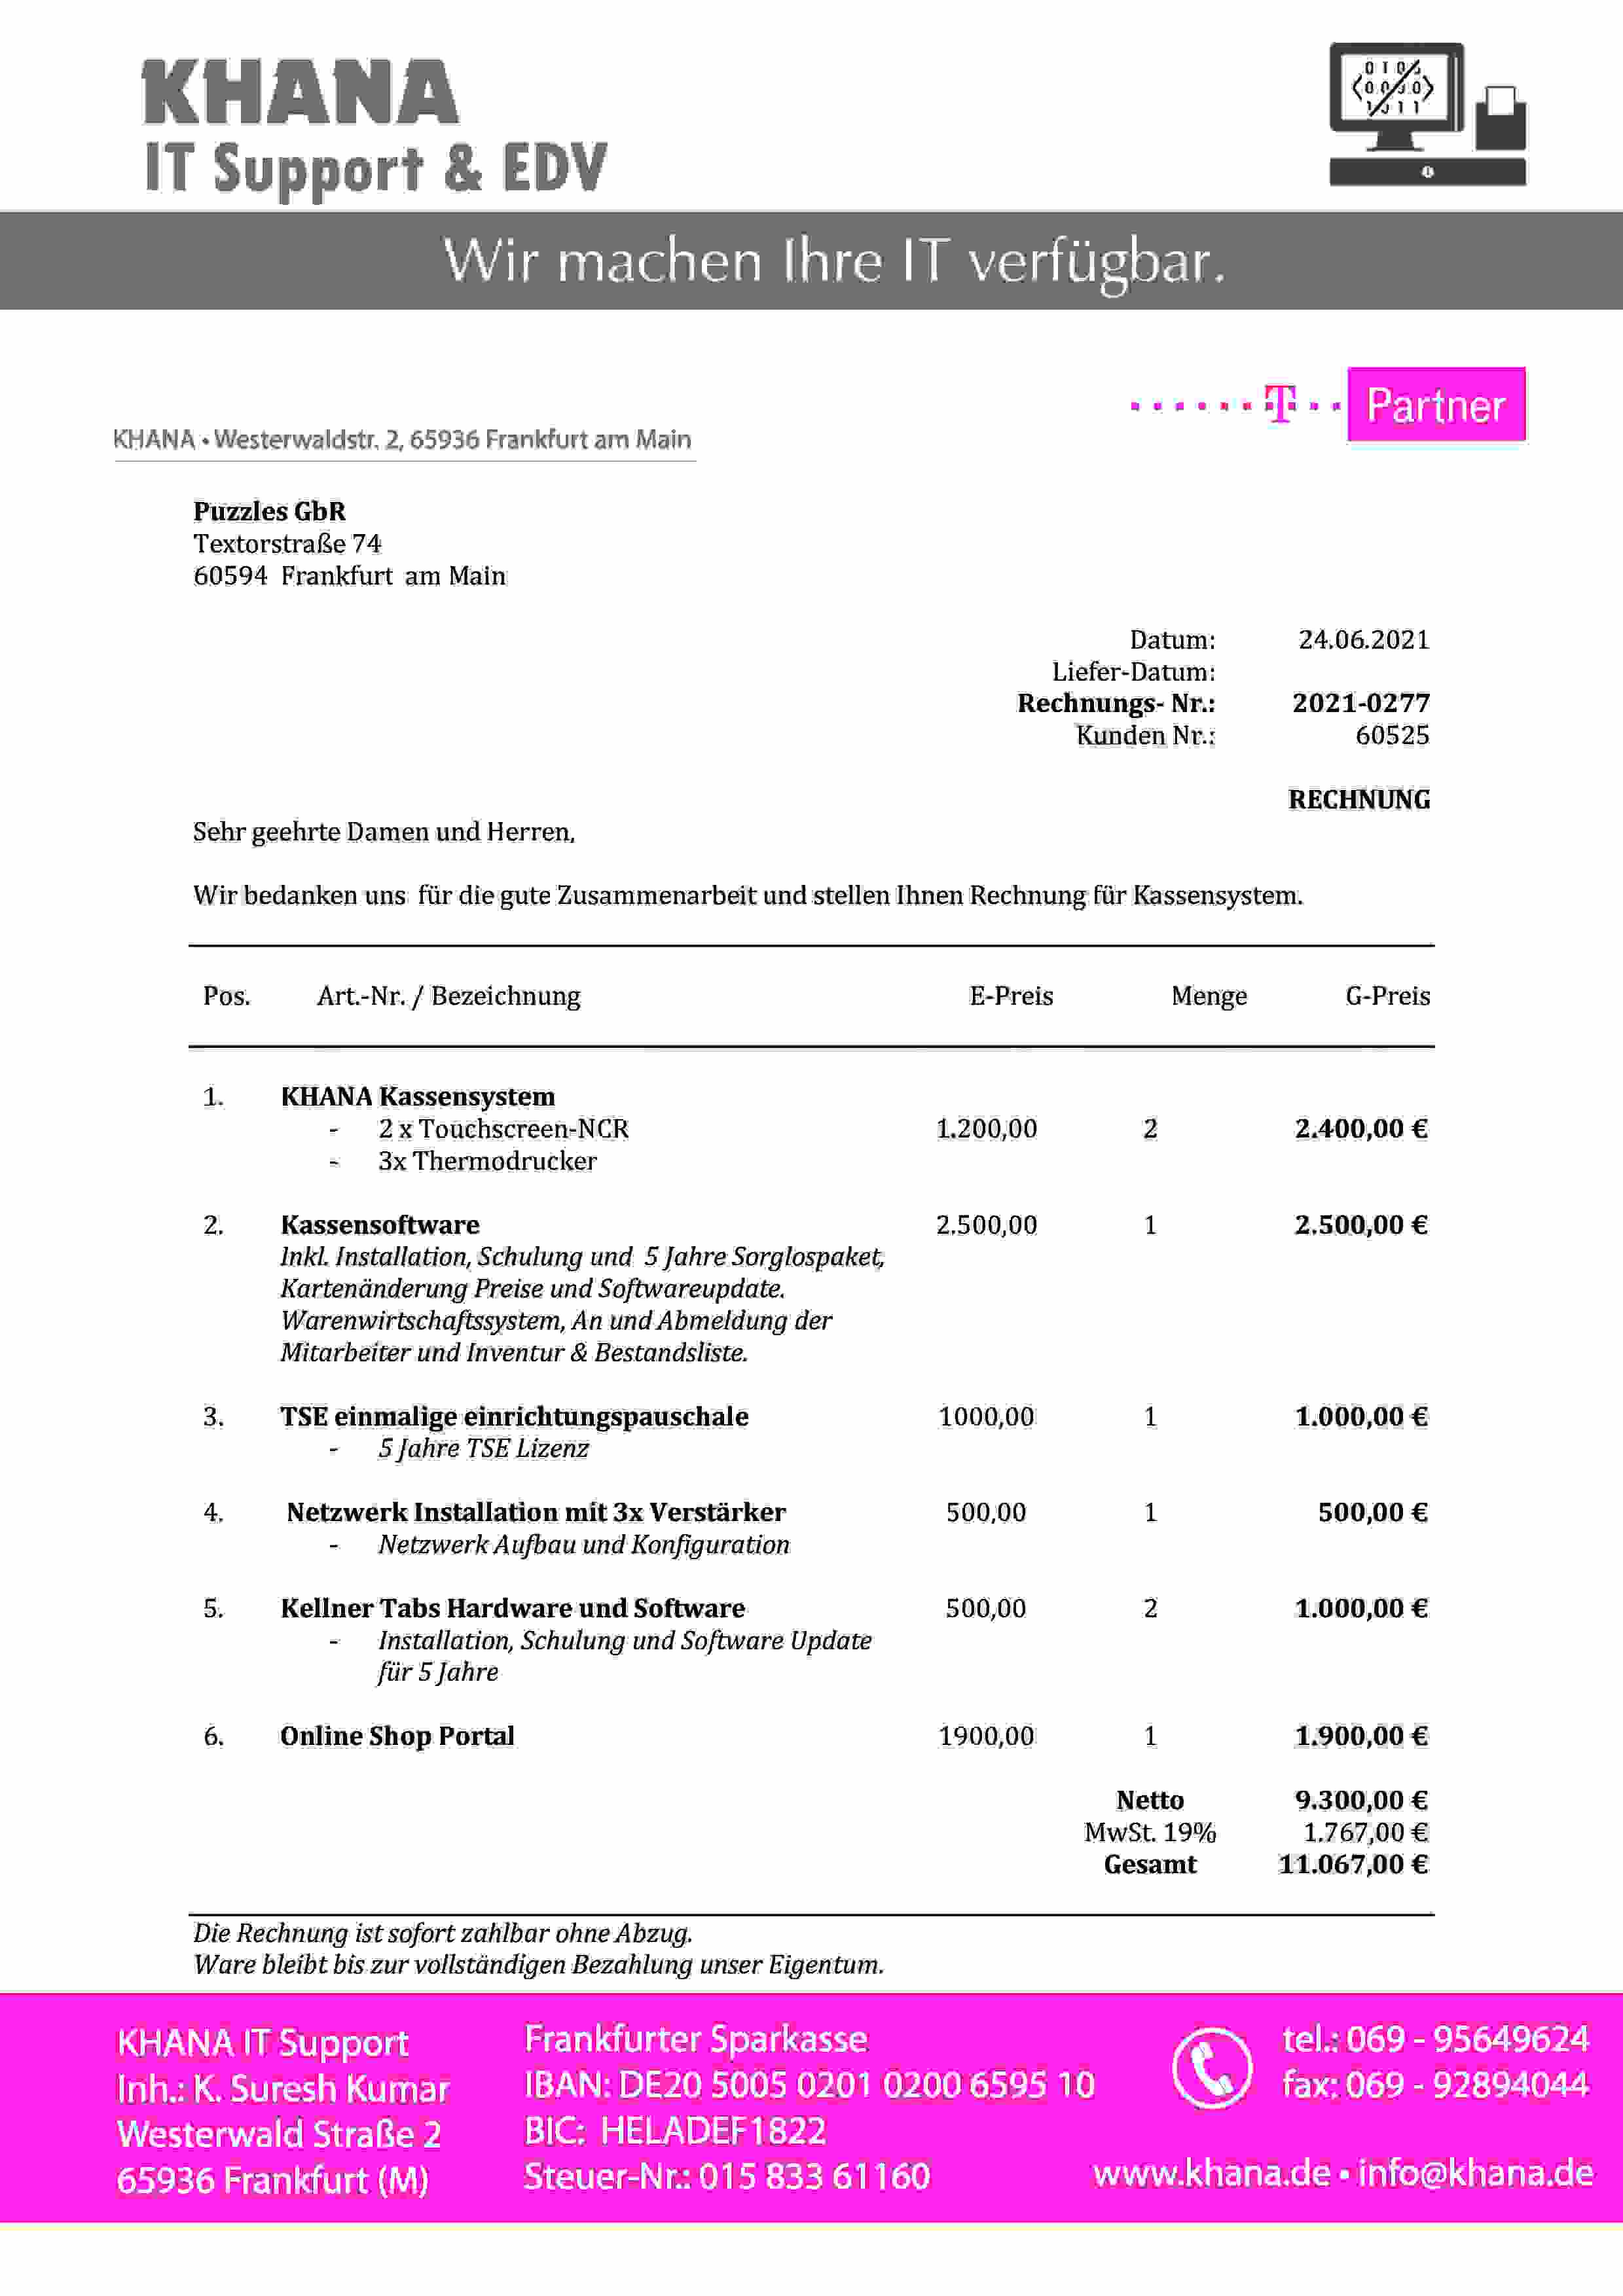 KHANA
IT Support & EDV
Wir machen Ihre IT verfügbar.
T Partner
KHANA • Westerwaldstr. 2, 65936 Frankfurt am Main
Puzzles GbR
Textorstraße 74
60594 Frankfurt am Main
Datum: 24.06.2021
Liefer-Datum:
Rechnungs- Nr.: 2021-0277
Kunden Nr.: 60525
RECHNUNG
Sehr geehrte Damen und Herren,
Wir bedanken uns für die gute Zusammenarbeit und stellen Ihnen Rechnung für Kassensystem.
Pos. Art.-Nr. / Bezeichnung E-Preis Menge G-Preis
1. KHANA Kassensystem
- 2 x Touchscreen-NCR 1.200,00 2 2.400,00 €
- 3x Thermodrucker
2. Kassensoftware 2.500,00 1 2.500,00 €
Inkl. Installation, Schulung und 5 Jahre Sorglospaket,
Kartenänderung Preise und Softwareupdate.
Warenwirtschaftssystem, An und Abmeldung der
Mitarbeiter und Inventur & Bestandsliste.
3. TSE einmalige einrichtungspauschale 1000,00 1 1.000,00 €
- 5 Jahre TSE Lizenz
4. Netzwerk Installation mit 3x Verstärker 500,00 1 500,00 €
- Netzwerk Aufbau und Konfiguration
5. Kellner Tabs Hardware und Software 500,00 2 1.000,00 €
- Installation, Schulung und Software Update
für 5 Jahre
6. Online Shop Portal 1900,00 1 1.900,00 €
Netto 9.300,00 €
MwSt. 19% 1.767,00 €
Gesamt 11.067,00 €
Die Rechnung ist sofort zahlbar ohne Abzug.
Ware bleibt bis zur vollständigen Bezahlung unser Eigentum.
KHANA IT Support
Inh.: K. Suresh Kumar
Westerwald Straße 2
65936 Frankfurt (M)
Frankfurter Sparkasse
IBAN: DE20 5005 0201 0200 6595 10
BIC: HELADEF1822
Steuer-Nr.: 015 833 61160
tel.: 069 - 95649624
fax: 069 - 92894044
www.khana.de • info@khana.de